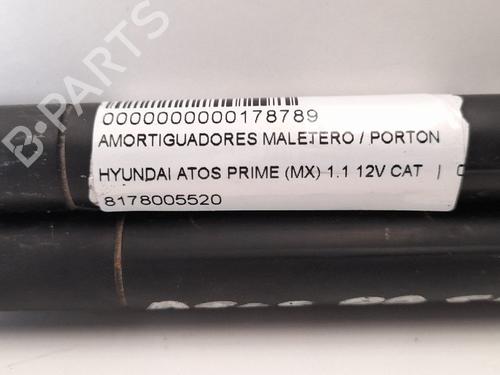 0000000000178789
AMORTIGUADORES MALETERO / PORTON
HYUNDAI ATOS PRIME (MX) 1.1 12V CAT |
8178005520
B-PARTS